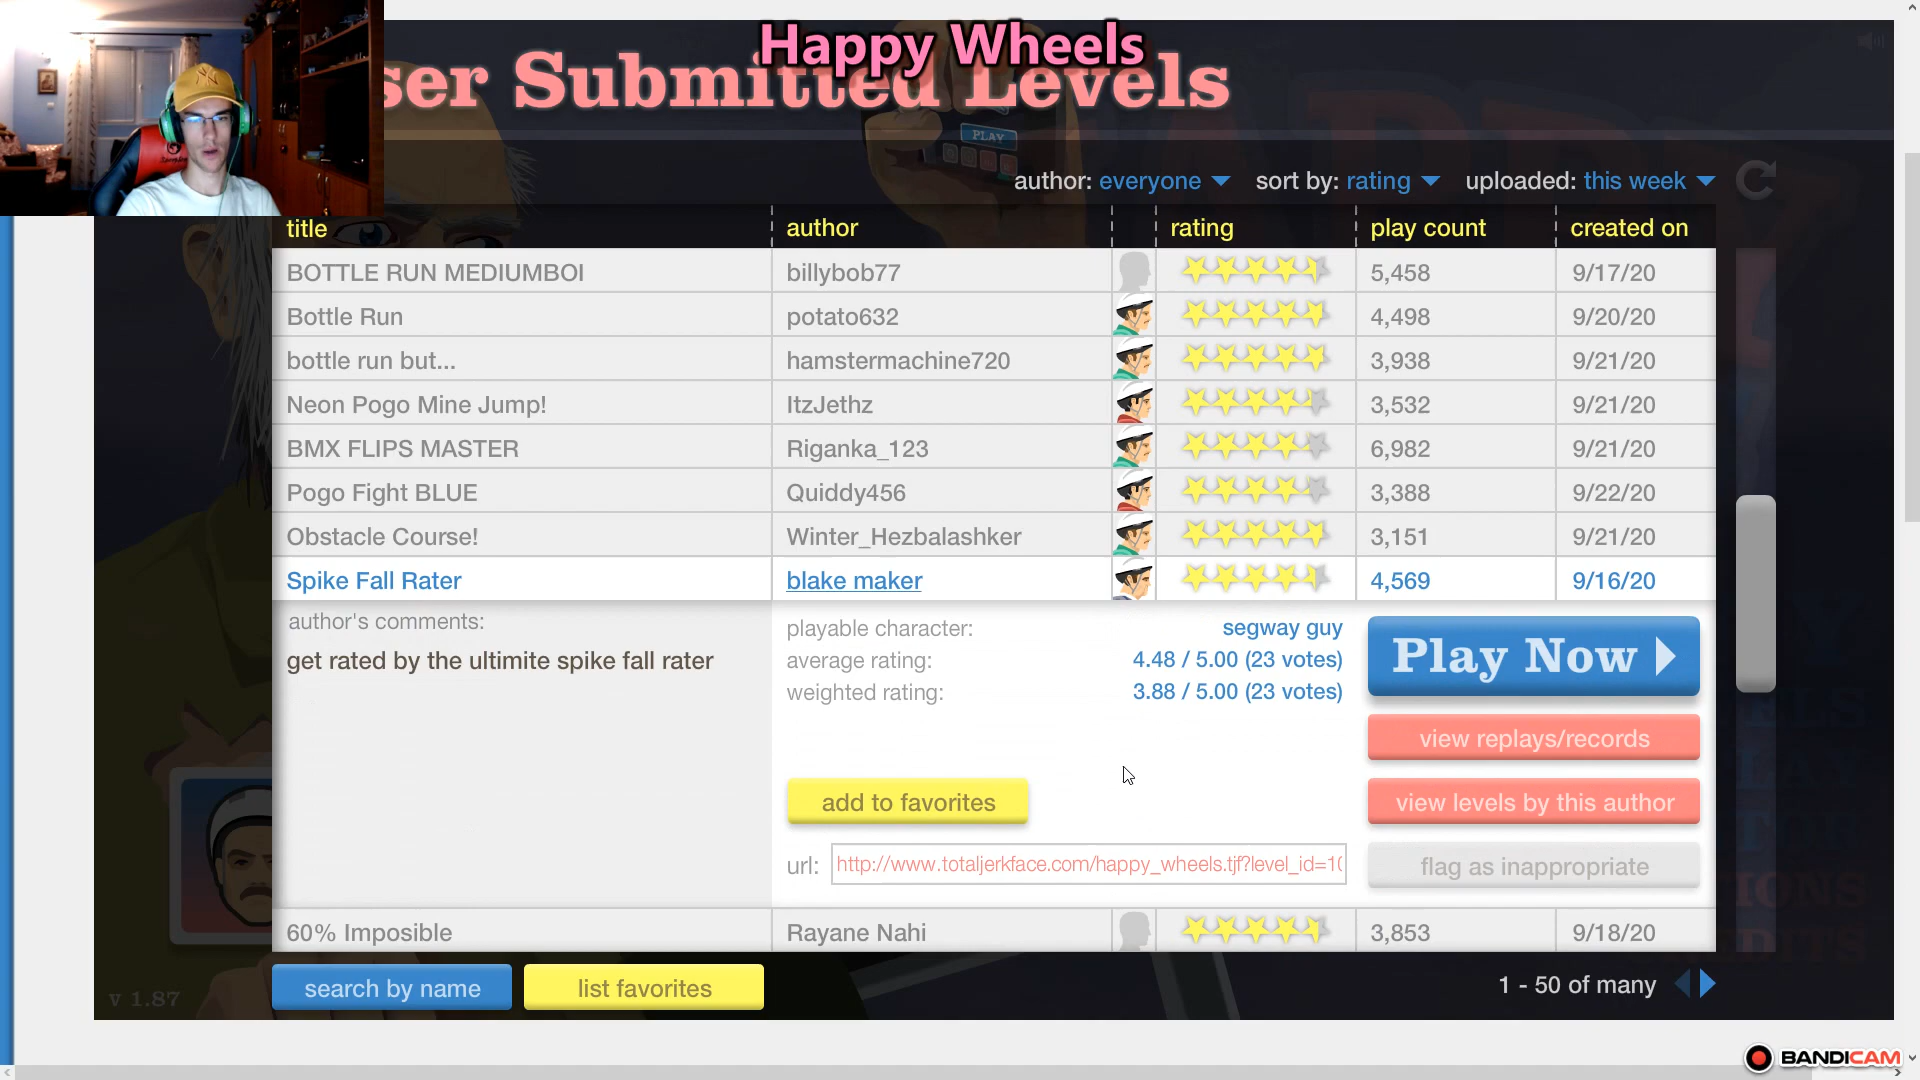 Happy Wheels
ser Submitted Levels
PLAY
author: everyone sort by: rating uploaded: this week
title author rating play count created on
BOTTLE RUN MEDIUMBOI billybob77 5,458 9/17/20
Bottle Run potato632 4,498 9/20/20
bottle run but... hamstermachine720 3,938 9/21/20
Neon Pogo Mine Jump! ItzJethz 3,532 9/21/20
BMX FLIPS MASTER Riganka_123 6,982 9/21/20
Pogo Fight BLUE Quiddy456 3,388 9/22/20
Obstacle Course! Winter_Hezbalashker 3,151 9/21/20
Spike Fall Rater blake maker 4,569 9/16/20
author's comments:
get rated by the ultimite spike fall rater
playable character: segway guy
average rating: 4.48 / 5.00 (23 votes)
weighted rating: 3.88 / 5.00 (23 votes)
Play Now
view replays/records
add to favorites
view levels by this author
url: http://www.totaljerkface.com/happy_wheels.tjf?level_id=1
flag as inappropriate
60% Imposible Rayane Nahi 3,853 9/18/20
search by name list favorites 1 - 50 of many
v 1.87
BANDICAM